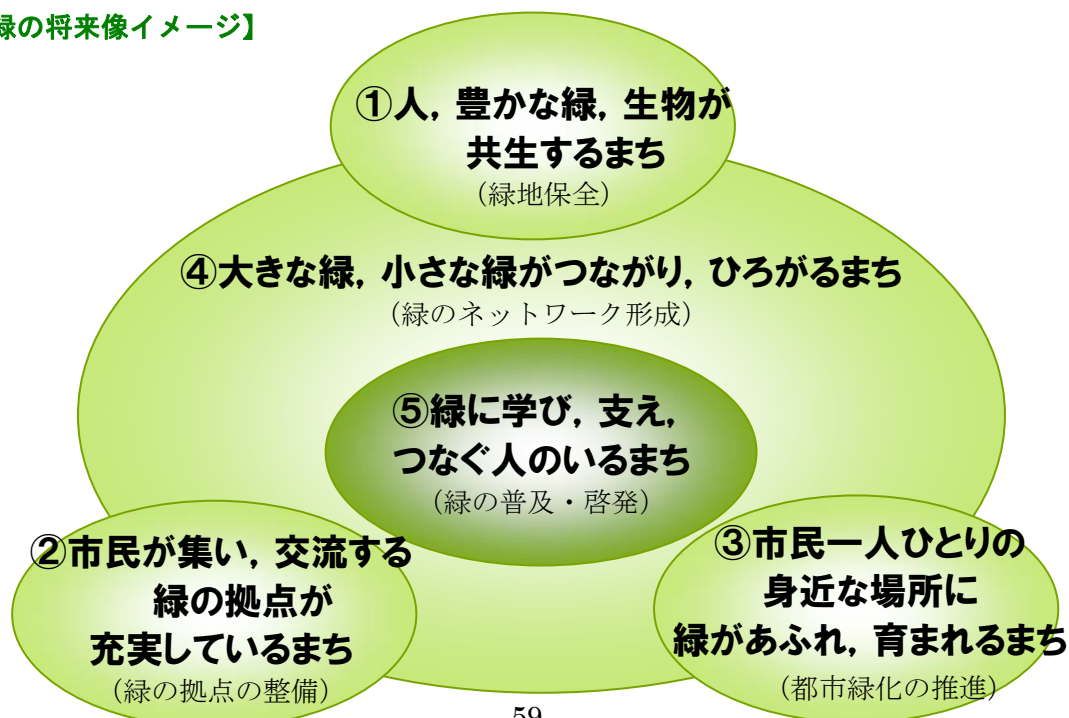 緑の将来像イメージ】
①人，豊かな緑，生物が
共生するまち
（緑地保全）
④大きな緑，小さな緑がつながり，ひろがるまち
（緑のネットワーク形成）
⑤緑に学び，支え，
つなぐ人のいるまち
（緑の普及・啓発）
②市民が集い，交流する
緑の拠点が
充実しているまち
（緑の拠点の整備）
③市民一人ひとりの
身近な場所に
緑があふれ，育まれるまち
（都市緑化の推進）
59